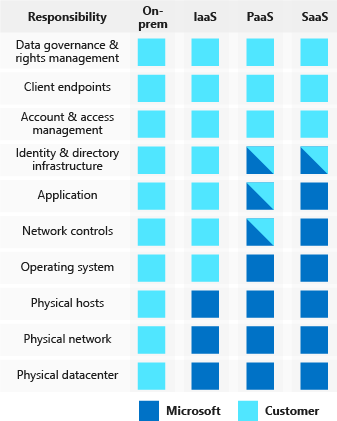 Responsibility On-prem IaaS PaaS SaaS
Data governance &
rights management
Client endpoints
Account & access
management
Identity & directory
infrastructure
Application
Network controls
Operating system
Physical hosts
Physical network
Physical datacenter
Microsoft Customer